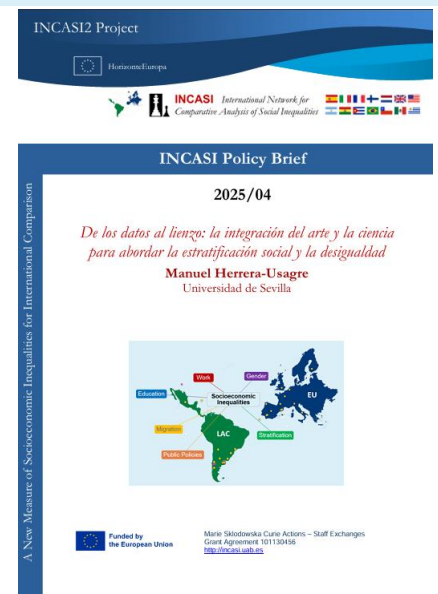 INCASI2 Project
HorizonteEuropa
INCASI International Network for
Comparative Analysis of Social Inequalities
INCASI Policy Brief
2025/04
De los datos al lienzo: la integración del arte y la ciencia
para abordar la estratificación social y la desigualdad
Manuel Herrera-Usagre
Universidad de Sevilla
A New Measure of Socioeconomic Inequalities for International Comparison
Work
Gender
Education
Socioeconomic
Inequalities
EU
Migration
LAC
Stratification
Public Policies
Funded by
the European Union
Marie Sklodowska Curie Actions – Staff Exchanges
Grant Agreement 101130456
http://incasi.uab.es